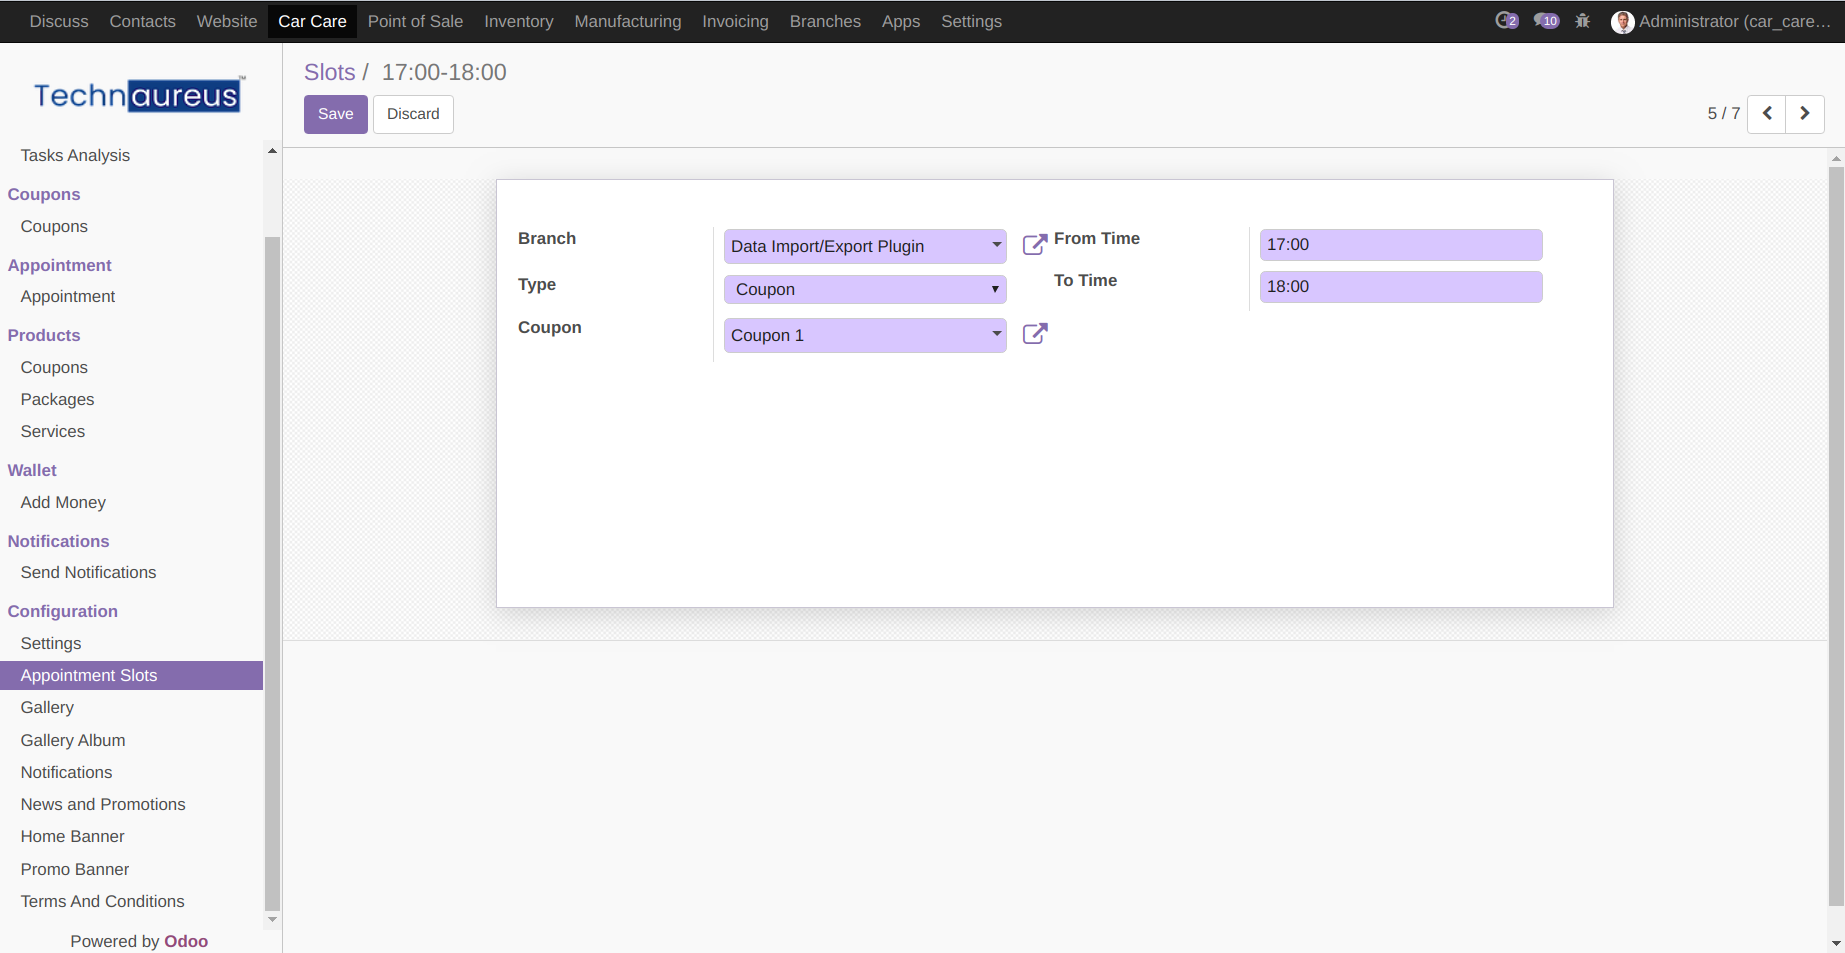 Discuss Contacts Website Car Care Point of Sale Inventory Manufacturing Invoicing Branches Apps Settings 2 10 Administrator (car_care…
Technaureus™
Slots / 17:00-18:00
Save Discard
5 / 7
Tasks Analysis
Coupons
Coupons
Appointment
Appointment
Products
Coupons
Packages
Services
Wallet
Add Money
Notifications
Send Notifications
Configuration
Settings
Appointment Slots
Gallery
Gallery Album
Notifications
News and Promotions
Home Banner
Promo Banner
Terms And Conditions
Powered by Odoo
Branch Data Import/Export Plugin From Time 17:00
Type Coupon To Time 18:00
Coupon Coupon 1